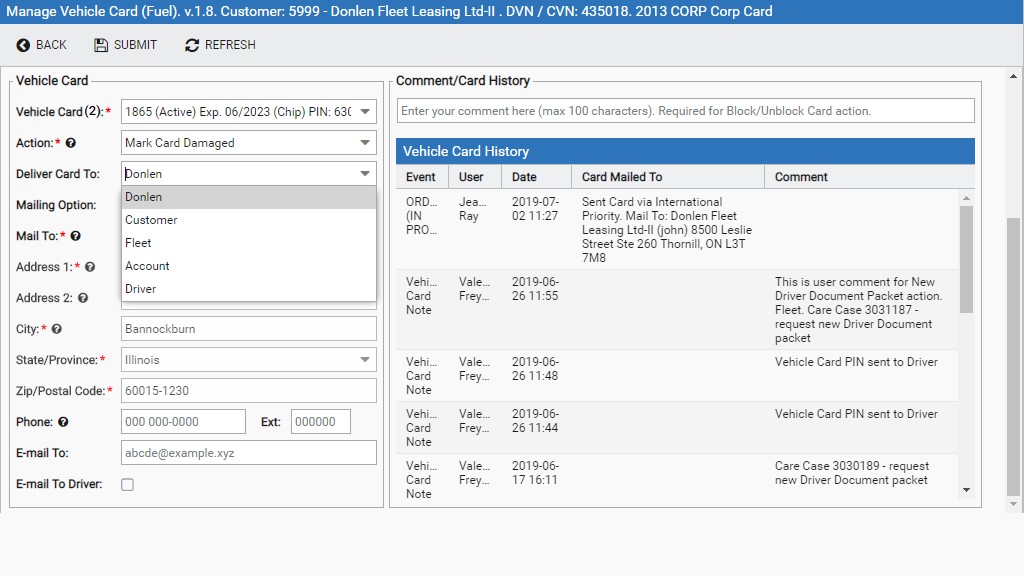 Manage Vehicle Card (Fuel). v.1.8. Customer: 5999 - Donlen Fleet Leasing Ltd-II . DVN / CVN: 435018. 2013 CORP Corp Card
BACK SUBMIT REFRESH
Vehicle Card
Vehicle Card(2):* 1865 (Active) Exp. 06/2023 (Chip) PIN: 630
Action:* ? Mark Card Damaged
Deliver Card To: Donlen
Donlen
Customer
Fleet
Account
Driver
Mailing Option:
Mail To:* ?
Address 1:* ?
Address 2: ?
City:* ? Bannockburn
State/Province:* Illinois
Zip/Postal Code:* 60015-1230
Phone: ? 000 000-0000 Ext: 000000
E-mail To: abcde@example.xyz
E-mail To Driver:
Comment/Card History
Enter your comment here (max 100 characters). Required for Block/Unblock Card action.
Vehicle Card History
Event User Date Card Mailed To Comment
ORD... Jea... 2019-07- Sent Card via International
(IN Ray 02 11:27 Priority. Mail To: Donlen Fleet
PRO... Leasing Ltd-II (john) 8500 Leslie
Street Ste 260 Thornill, ON L3T
7M8
Vehi... Vale... 2019-06- This is user comment for New
Card Frey... 26 11:55 Driver Document Packet action.
Note Fleet. Care Case 3031187 -
request new Driver Document
packet
Vehi... Vale... 2019-06- Vehicle Card PIN sent to Driver
Card Frey... 26 11:48
Note
Vehi... Vale... 2019-06- Vehicle Card PIN sent to Driver
Card Frey... 26 11:44
Note
Vehi... Vale... 2019-06- Care Case 3030189 - request
Card Frey... 17 16:11 new Driver Document packet
Note